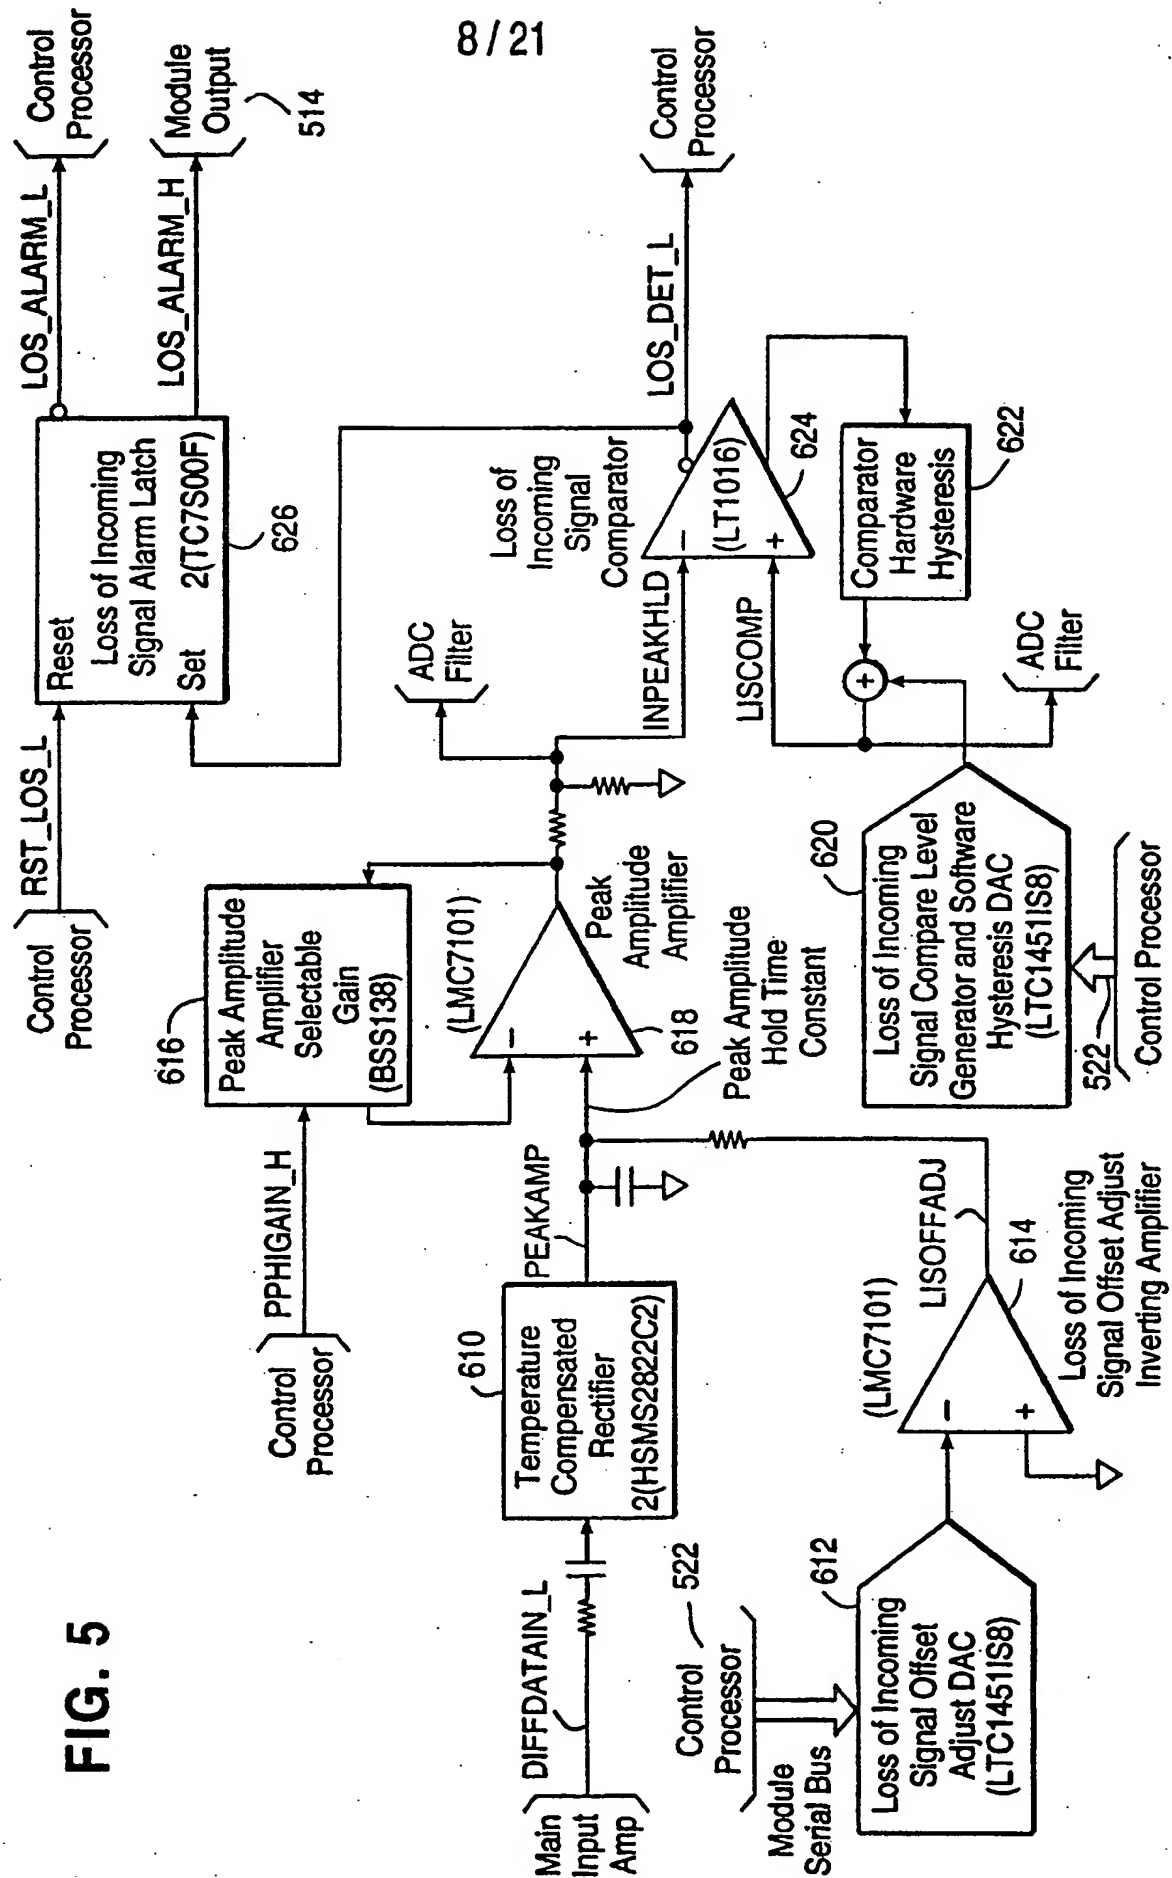 8/21
FIG. 5
Control
Processor
RST_LOS_L
Reset
Loss of Incoming
Signal Alarm Latch
Set 2(TC7S00F)
626
LOS_ALARM_L
Control
Processor
LOS_ALARM_H
Module
Output
514
Control
Processor
PPHIGAIN_H
616
Peak Amplitude
Amplifier
Selectable
Gain
(BSS138)
(LMC7101)
−
+
618
Peak
Amplitude
Amplifier
Peak Amplitude
Hold Time
Constant
ADC
Filter
INPEAKHLD
Loss of
Incoming
Signal
Comparator
−
(LT1016)
+
624
LOS_DET_L
Control
Processor
LISCOMP
Comparator
Hardware
Hysteresis
622
+
ADC
Filter
Main
Input
Amp
DIFFDATAIN_L
610
Temperature
Compensated
Rectifier
2(HSMS2822C2)
PEAKAMP
Control
Processor
522
Module
Serial Bus
612
Loss of Incoming
Signal Offset
Adjust DAC
(LTC1451IS8)
(LMC7101)
−
+
LISOFFADJ
614
Loss of Incoming
Signal Offset Adjust
Inverting Amplifier
620
Loss of Incoming
Signal Compare Level
Generator and Software
Hysteresis DAC
(LTC1451IS8)
522
Control Processor